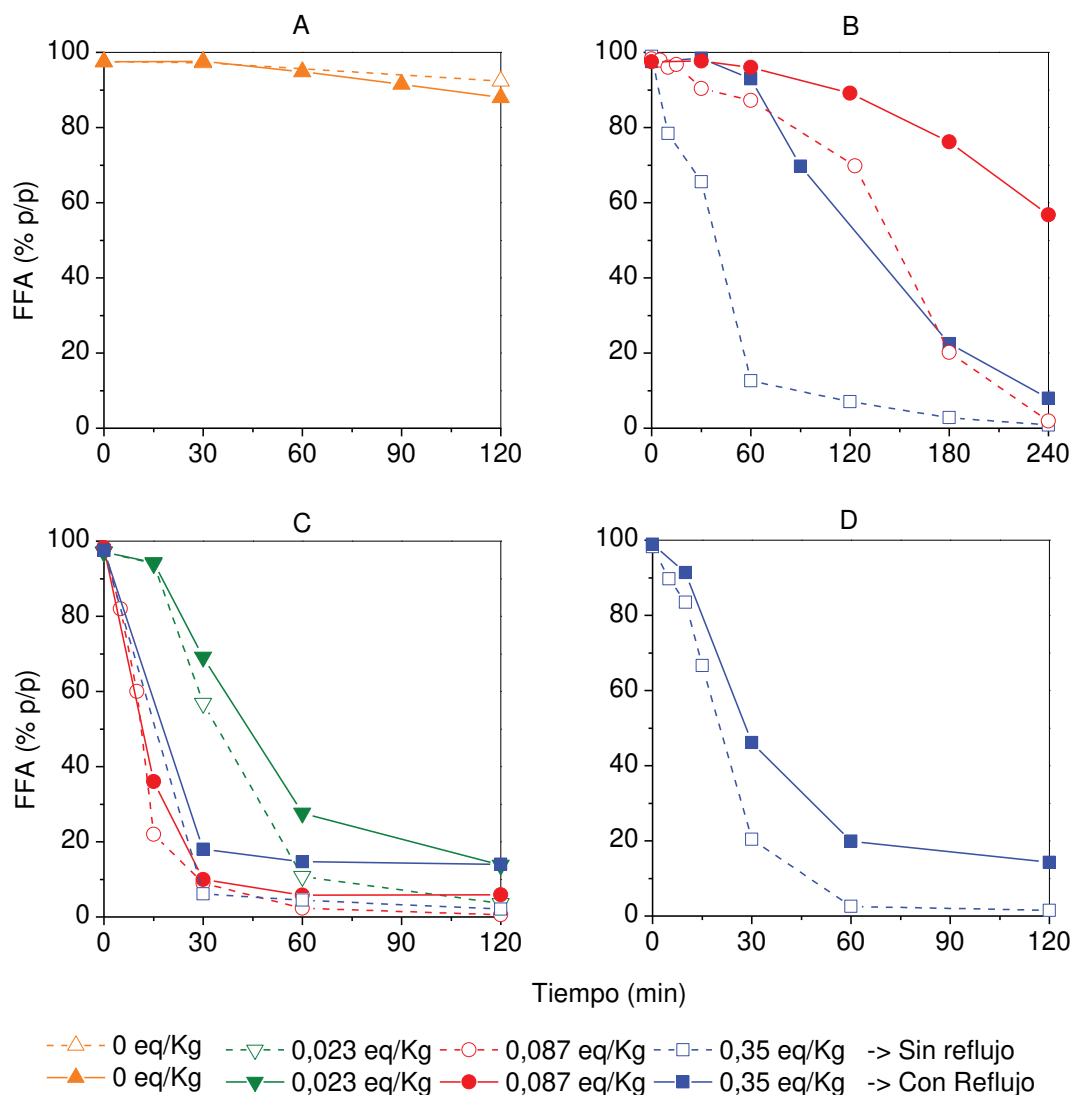 A
B
FFA (% p/p)
100
80
60
40
20
0
0 30 60 90 120
100
80
60
40
20
0
0 60 120 180 240
C
D
FFA (% p/p)
100
80
60
40
20
0
0 30 60 90 120
100
80
60
40
20
0
0 30 60 90 120
Tiempo (min)
0 eq/Kg 0,023 eq/Kg 0,087 eq/Kg 0,35 eq/Kg -> Sin reflujo
0 eq/Kg 0,023 eq/Kg 0,087 eq/Kg 0,35 eq/Kg -> Con Reflujo